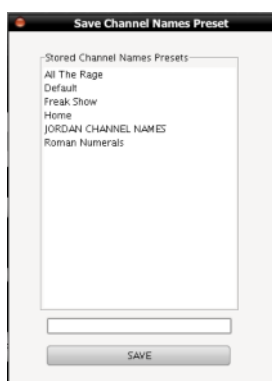 Save Channel Names Preset
Stored Channel Names Presets
All The Rage
Default
Freak Show
Home
JORDAN CHANNEL NAMES
Roman Numerals
SAVE